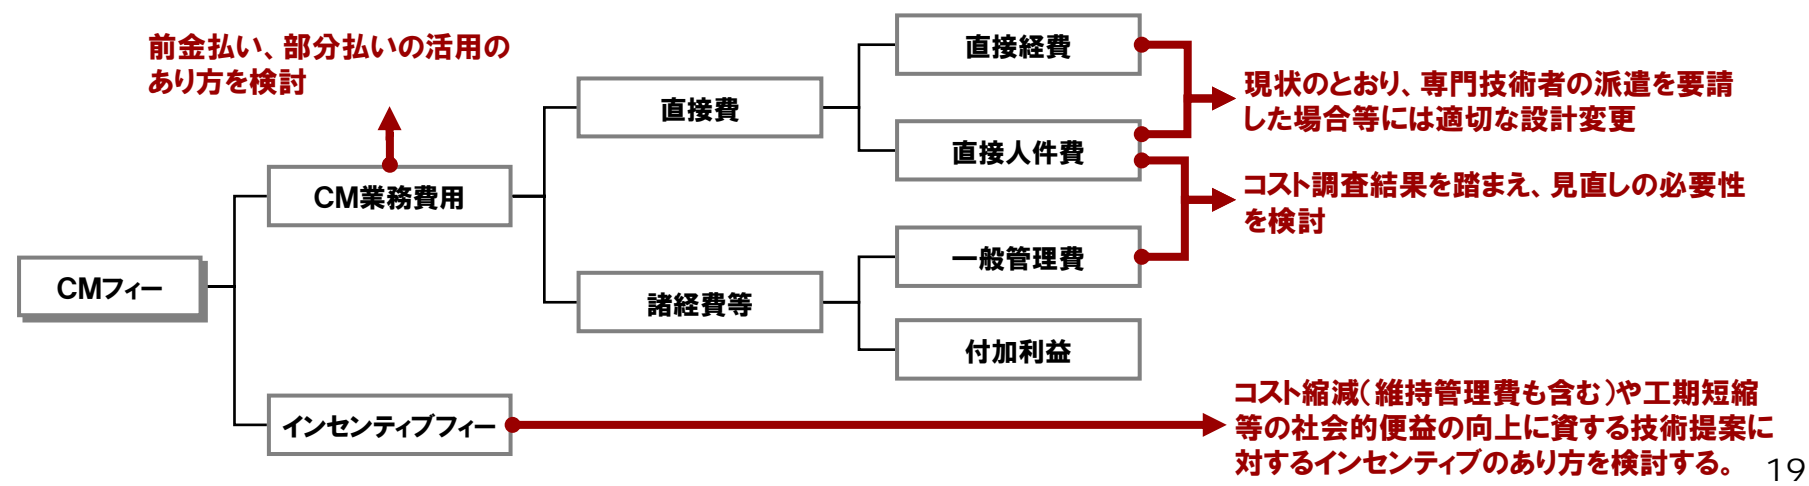 前金払い、部分払いの活用の
あり方を検討
直接経費
現状のとおり、専門技術者の派遣を要請
した場合等には適切な設計変更
直接費
直接人件費
CM業務費用
コスト調査結果を踏まえ、見直しの必要性
を検討
一般管理費
CMフィー
諸経費等
付加利益
インセンティブフィー
コスト縮減(維持管理費も含む)や工期短縮
等の社会的便益の向上に資する技術提案に
対するインセンティブのあり方を検討する。
19